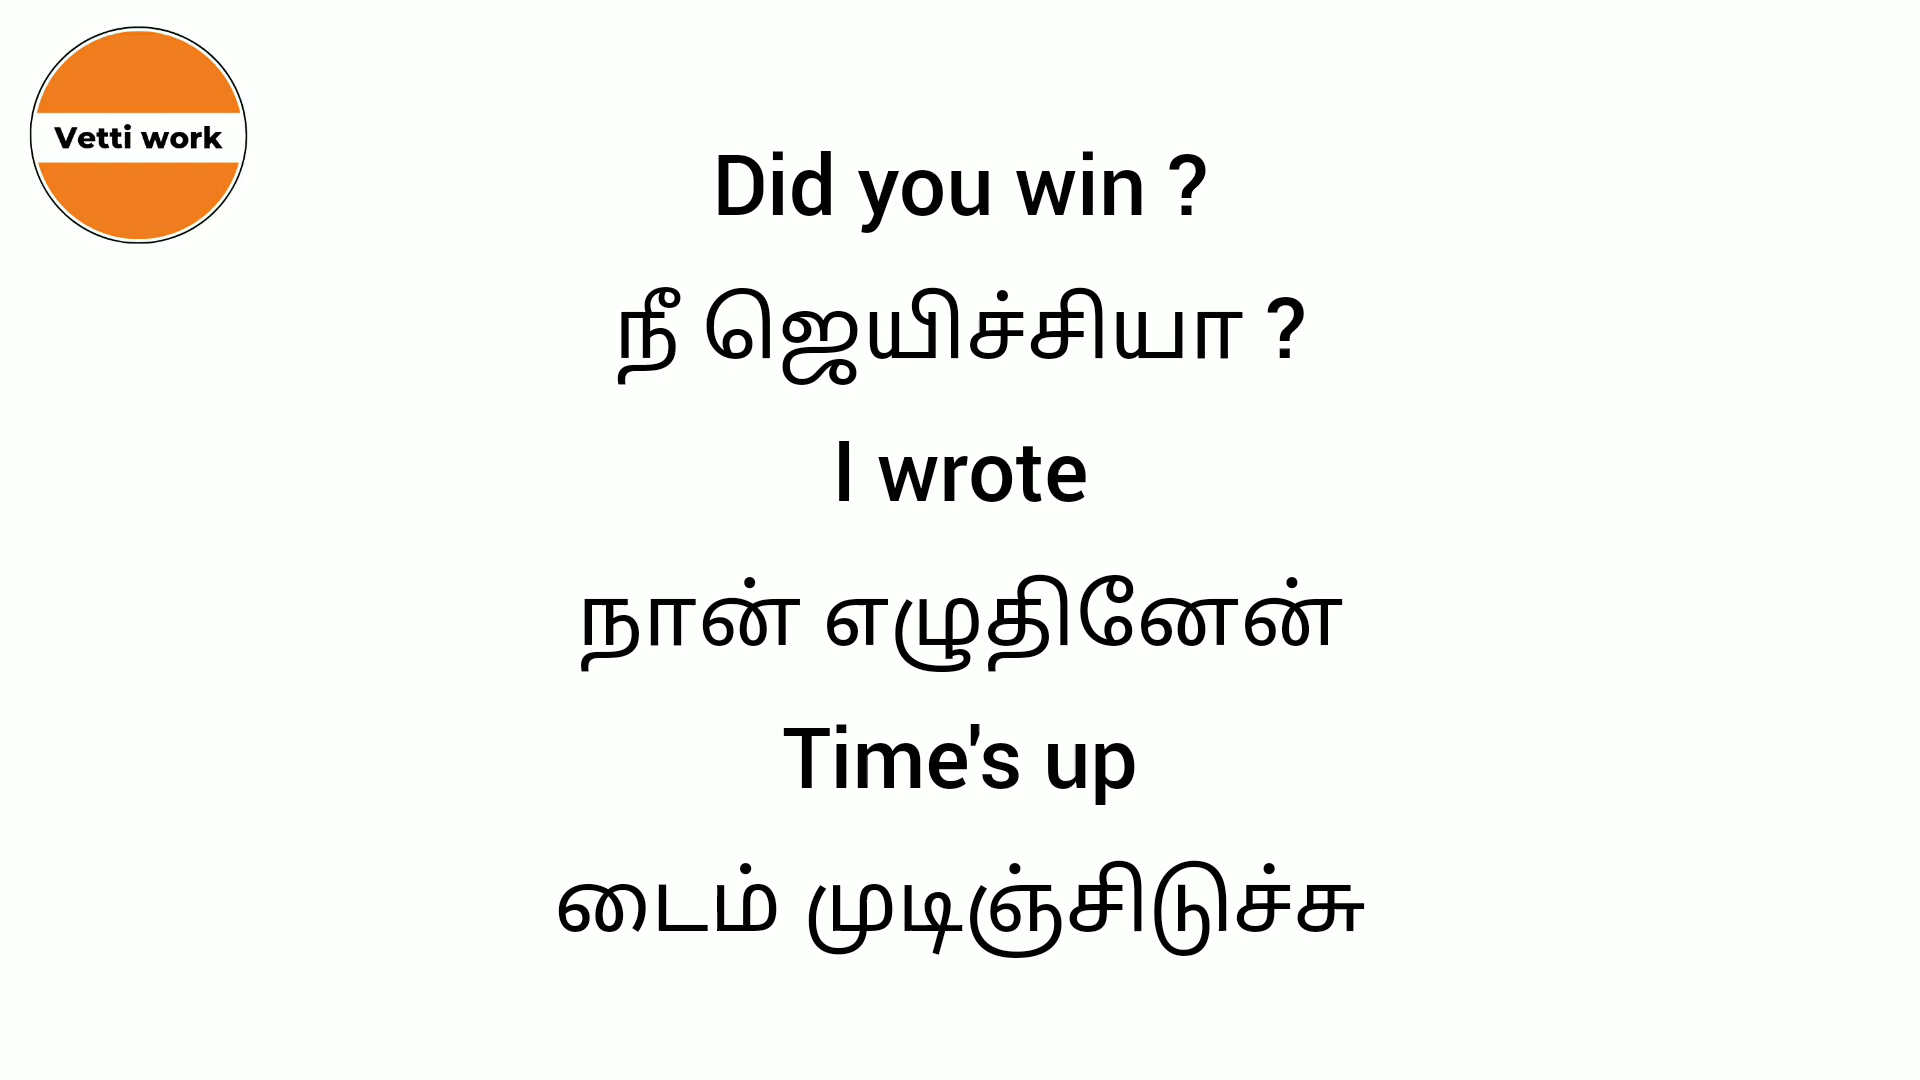 Vetti work
Did you win ?
நீ ஜெயிச்சியா ?
I wrote
நான் எழுதினேன்
Time's up
டைம் முடிஞ்சிடுச்சு